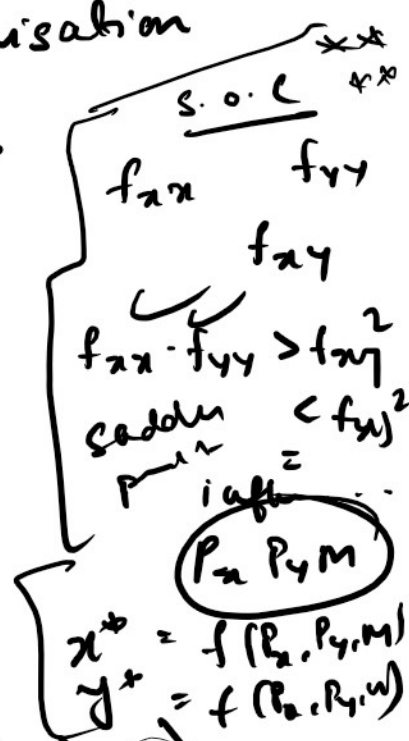 isation
**
**
S.O.C
fxx fyy
fxy
fxx · fyy > fxy²
saddle < fxy²
=
Px Py M
x* = f(Px, Py, M)
y* = f(Px, Py, M)